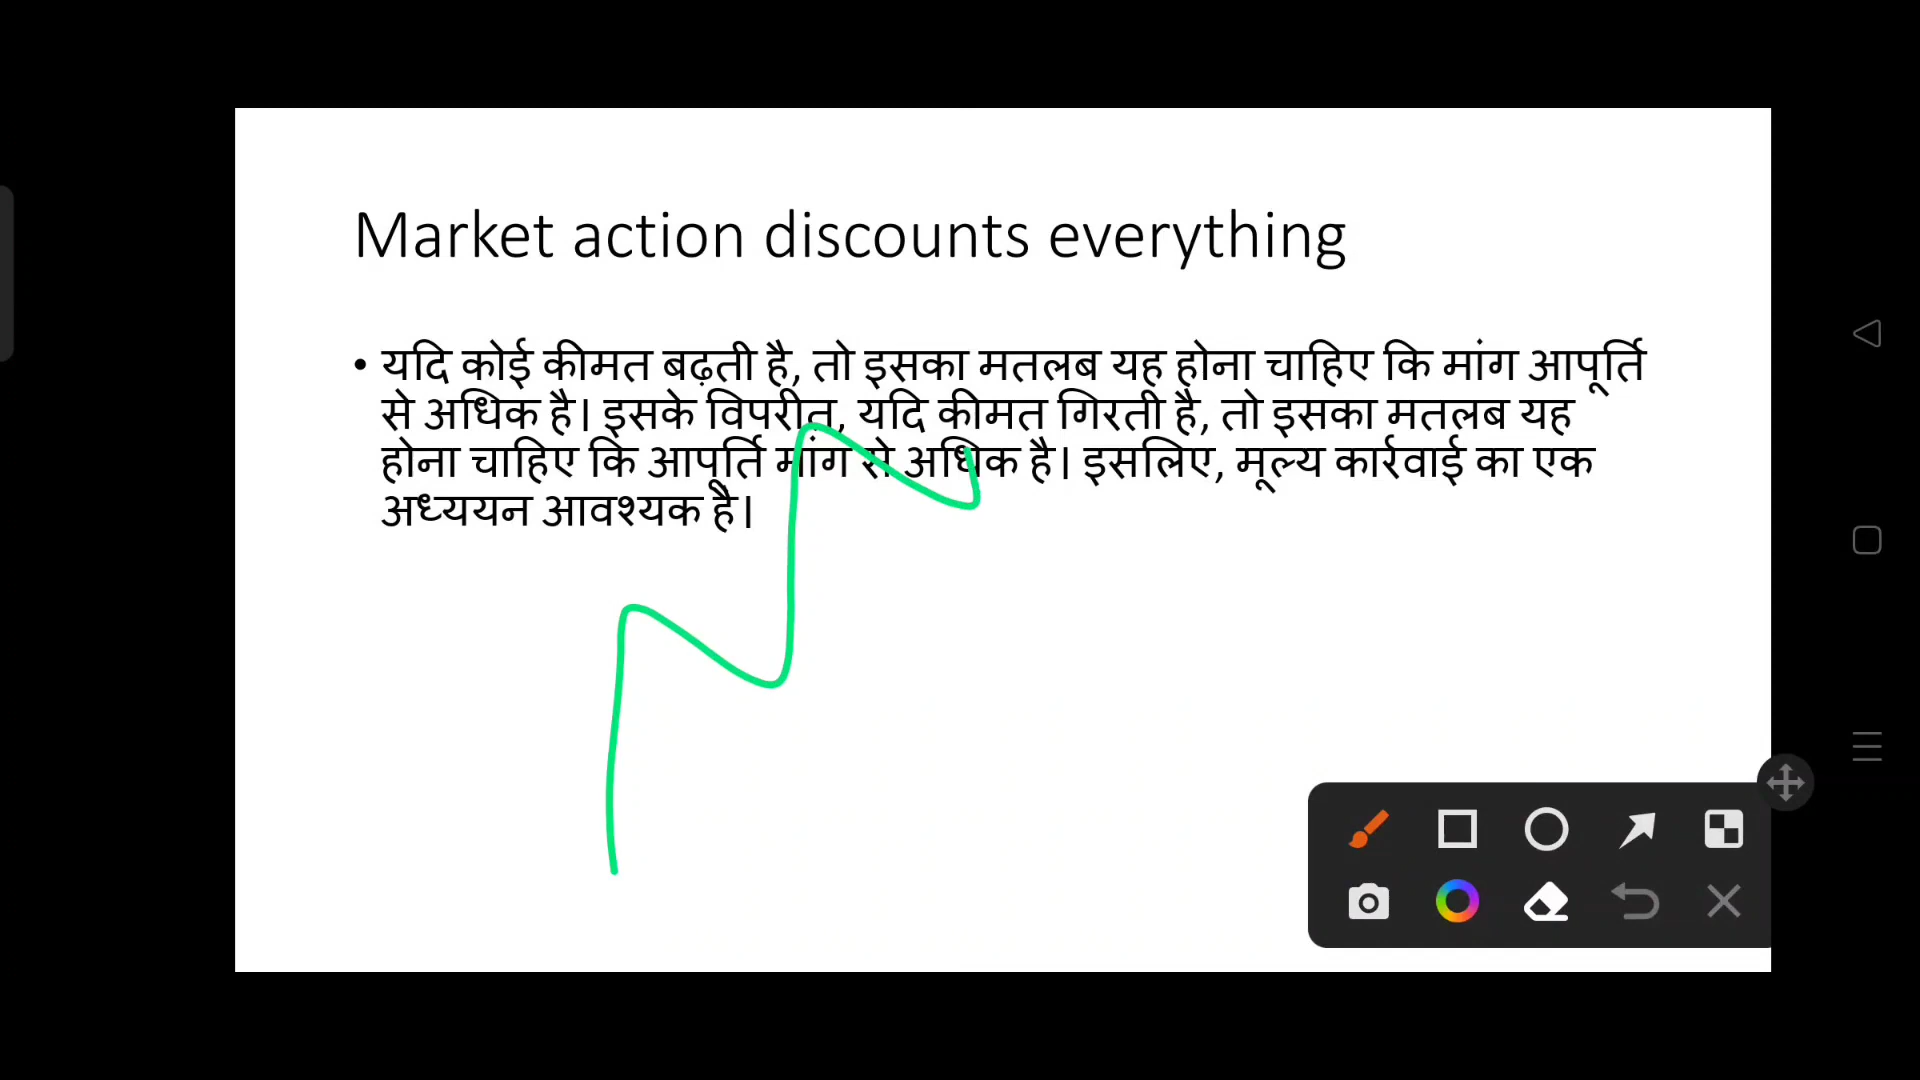 Market action discounts everything
• यदि कोई कीमत बढ़ती है, तो इसका मतलब यह होना चाहिए कि मांग आपूर्ति
से अधिक है। इसके विपरीत, यदि कीमत गिरती है, तो इसका मतलब यह
होना चाहिए कि आपूर्ति मांग से अधिक है। इसलिए, मूल्य कार्रवाई का एक
अध्ययन आवश्यक है।